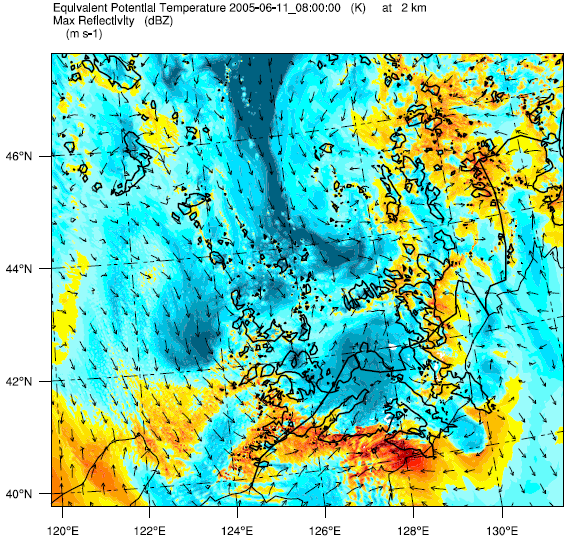 Equivalent Potential Temperature 2005-06-11_08:00:00 (K) at 2 km
Max Reflectivity (dBZ)
(m s-1)
46°N
44°N
42°N
40°N
120°E 122°E 124°E 126°E 128°E 130°E